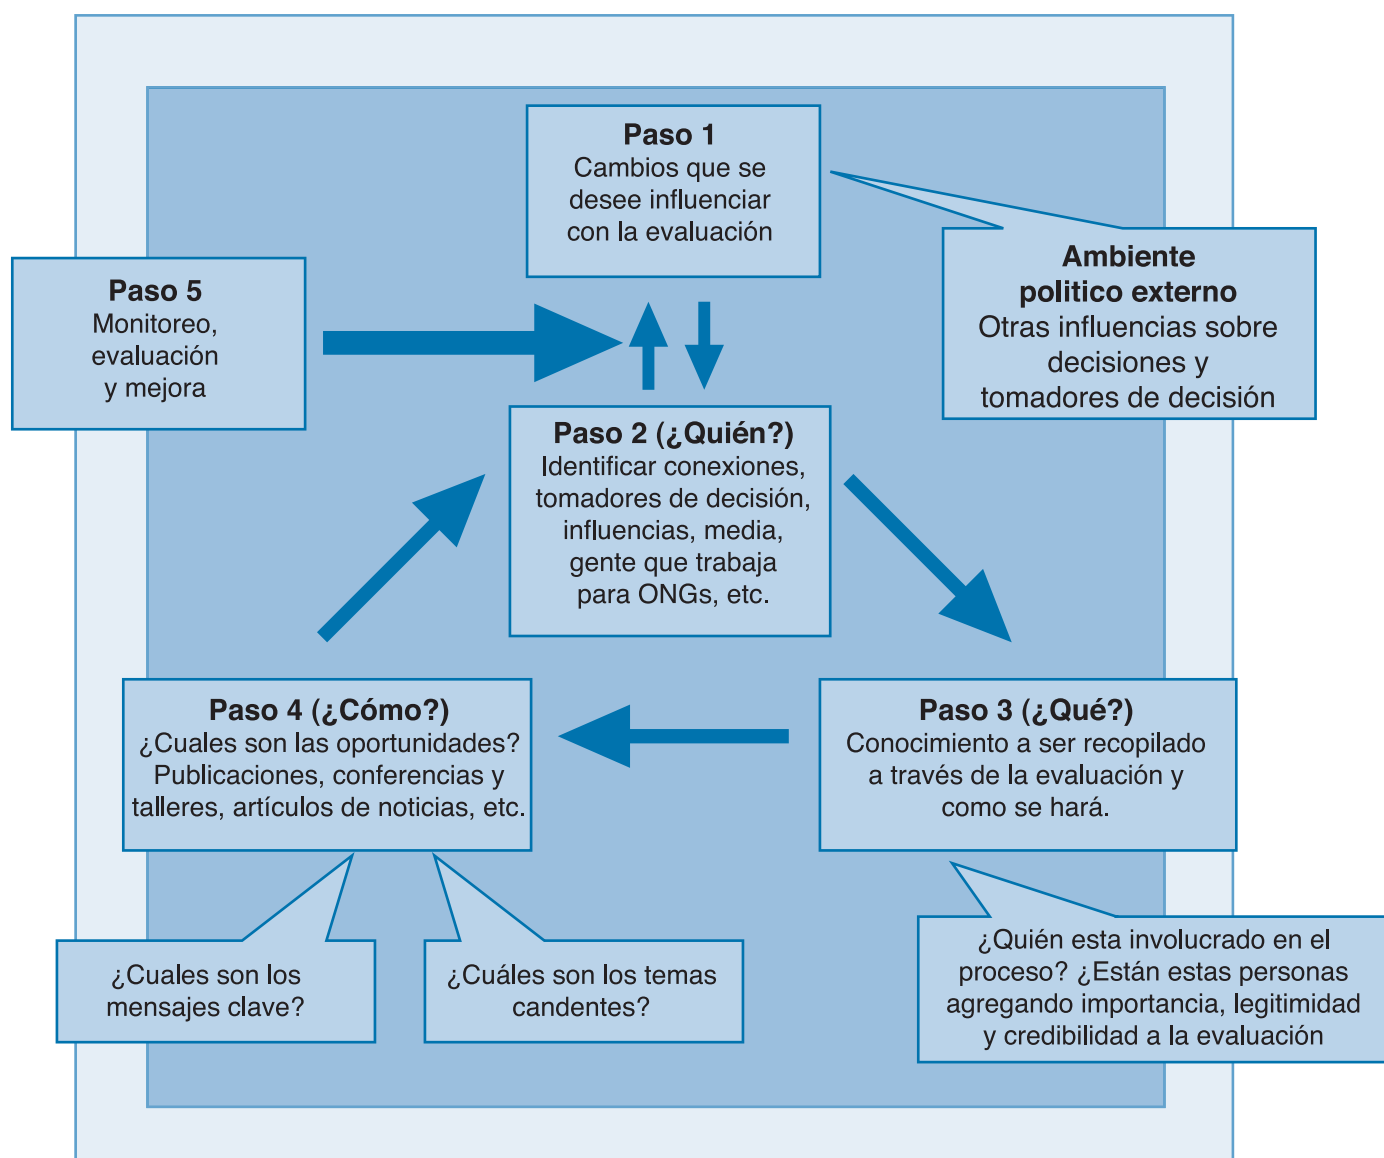 Paso 1
Cambios que se
desee influenciar
con la evaluación
Ambiente
politico externo
Otras influencias sobre
decisiones y
tomadores de decisión
Paso 5
Monitoreo,
evaluación
y mejora
Paso 2 (¿Quién?)
Identificar conexiones,
tomadores de decisión,
influencias, media,
gente que trabaja
para ONGs, etc.
Paso 4 (¿Cómo?)
¿Cuales son las oportunidades?
Publicaciones, conferencias y
talleres, artículos de noticias, etc.
Paso 3 (¿Qué?)
Conocimiento a ser recopilado
a través de la evaluación y
como se hará.
¿Cuales son los
mensajes clave?
¿Cuáles son los temas
candentes?
¿Quién esta involucrado en el
proceso? ¿Están estas personas
agregando importancia, legitimidad
y credibilidad a la evaluación